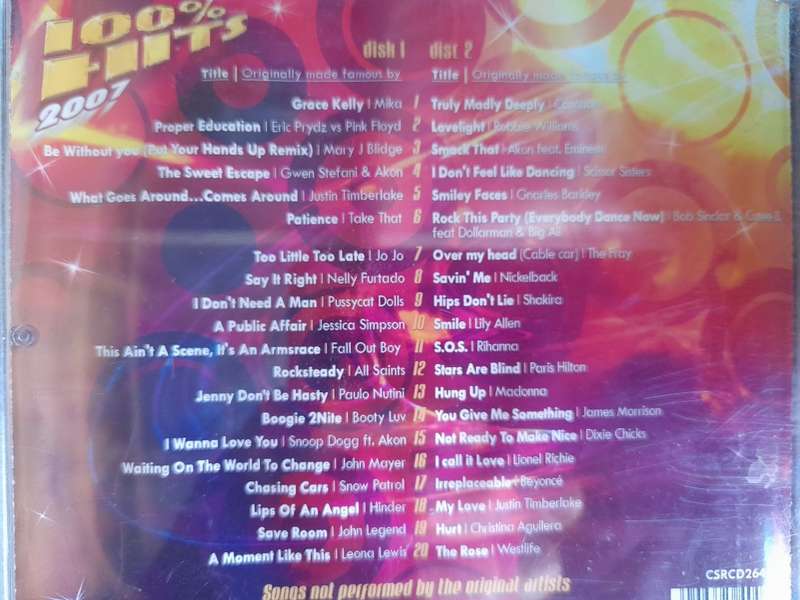 100%
HITS
2007
dish 1 disc 2
Title | Originally made famous by Title | Originally made famous by
Grace Kelly | Mika 1 Truly Madly Deeply |
Proper Education | Eric Prydz vs Pink Floyd 2 Lovelight | Robbie Williams
Be Without you (Put Your Hands Up Remix) | Mary J Blidge 3 Smack That | Akon feat. Eminem
The Sweet Escape | Gwen Stefani & Akon 4 I Don't Feel Like Dancing | Scissor Sisters
What Goes Around...Comes Around | Justin Timberlake 5 Smiley Faces | Gnarles Barkley
Patience | Take That 6 Rock This Party (Everybody Dance Now) | Bob Sinclar &
feat Dollarman & Big Ali
Too Little Too Late | Jo Jo 7 Over my head (Cable car) | The Fray
Say It Right | Nelly Furtado 8 Savin' Me | Nickelback
I Don't Need A Man | Pussycat Dolls 9 Hips Don't Lie | Shakira
A Public Affair | Jessica Simpson 10 Smile | Lily Allen
This Ain't A Scene, It's An Armsrace | Fall Out Boy 11 S.O.S. | Rihanna
Rocksteady | All Saints 12 Stars Are Blind | Paris Hilton
Jenny Don't Be Hasty | Paulo Nutini 13 Hung Up | Madonna
Boogie 2Nite | Booty Luv 14 You Give Me Something | James Morrison
I Wanna Love You | Snoop Dogg ft. Akon 15 Not Ready To Make Nice | Dixie Chicks
Waiting On The World To Change | John Mayer 16 I call it Love | Lionel Richie
Chasing Cars | Snow Patrol 17 Irreplaceable | Beyoncé
Lips Of An Angel | Hinder 18 My Love | Justin Timberlake
Save Room | John Legend 19 Hurt | Christina Aguilera
A Moment Like This | Leona Lewis 20 The Rose | Westlife
Songs not performed by the original artists
CSRCD264